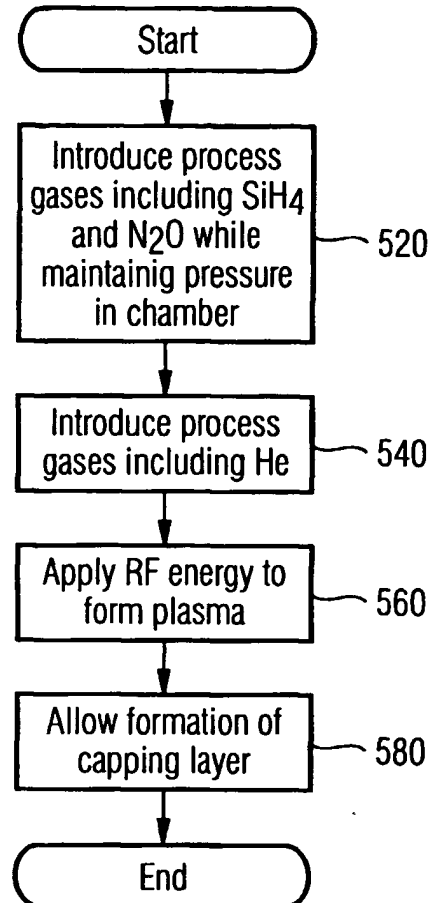 Start
Introduce process
gases including SiH4
and N2O while
maintainig pressure
in chamber
520
Introduce process
gases including He
540
Apply RF energy to
form plasma
560
Allow formation of
capping layer
580
End